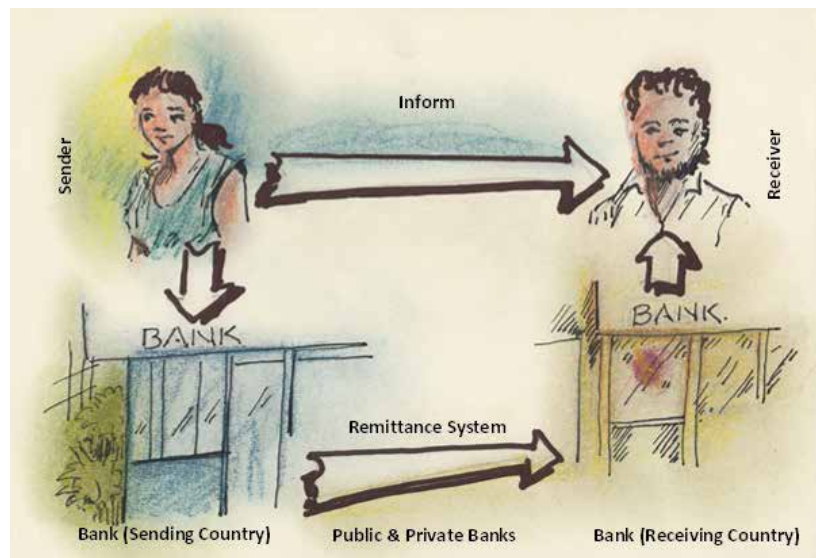 Inform
Sender
Receiver
BANK
BANK.
Remittance System
Bank (Sending Country)
Public & Private Banks
Bank (Receiving Country)